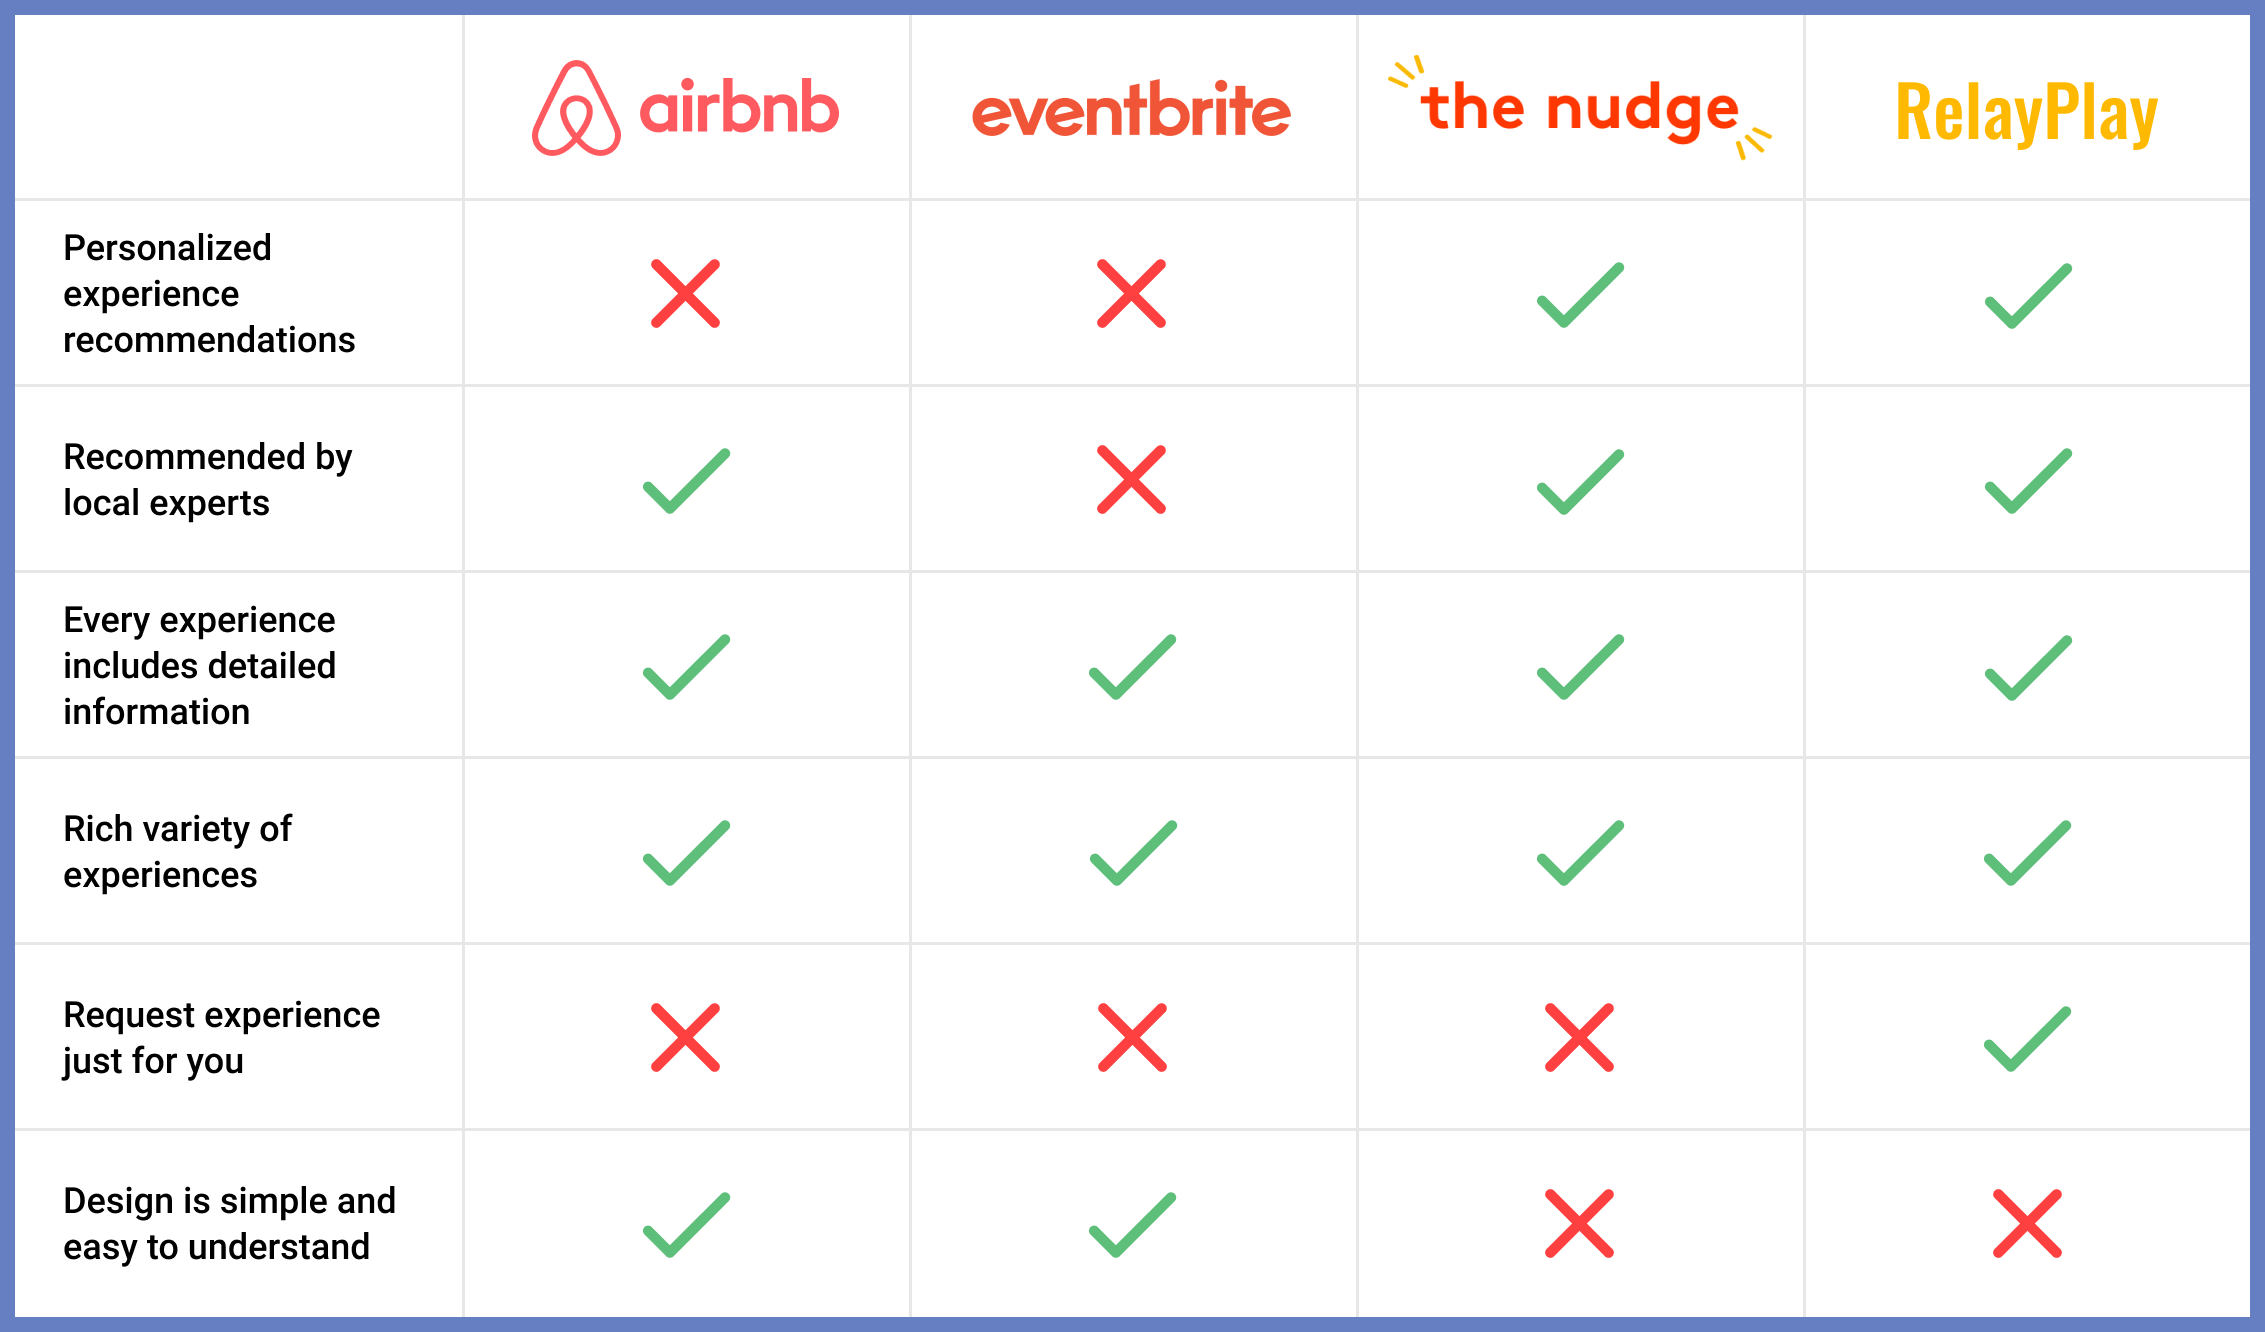 airbnb
eventbrite
the nudge
RelayPlay
Personalized
experience
recommendations
Recommended by
local experts
Every experience
includes detailed
information
Rich variety of
experiences
Request experience
just for you
Design is simple and
easy to understand